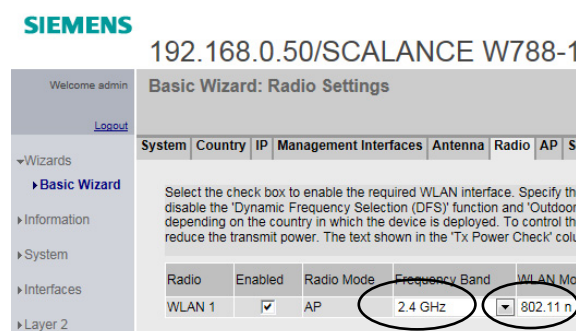 SIEMENS
192.168.0.50/SCALANCE W788-1
Welcome admin
Logout
Basic Wizard: Radio Settings
System Country IP Management Interfaces Antenna Radio AP S
Wizards
Basic Wizard
Information
System
Interfaces
Layer 2
Select the check box to enable the required WLAN interface. Specify th
disable the 'Dynamic Frequency Selection (DFS)' function and 'Outdoor
depending on the country in which the device is deployed. To control th
reduce the transmit power. The text shown in the 'Tx Power Check' colu
Radio Enabled Radio Mode Frequency Band WLAN Mo
WLAN 1 AP 2.4 GHz 802.11 n